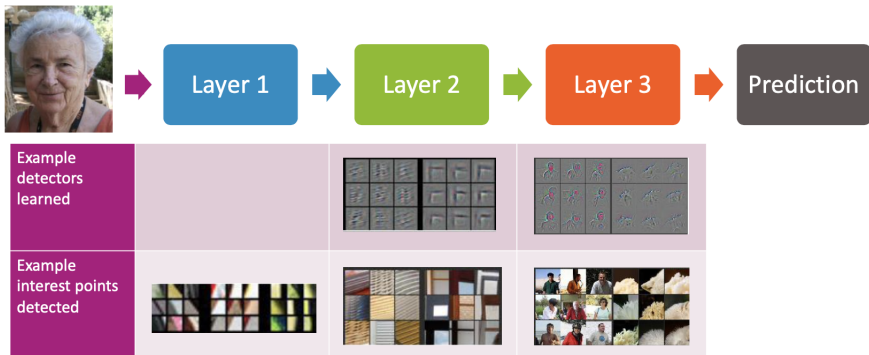 Layer 1
Layer 2
Layer 3
Prediction
Example
detectors
learned
Example
interest points
detected